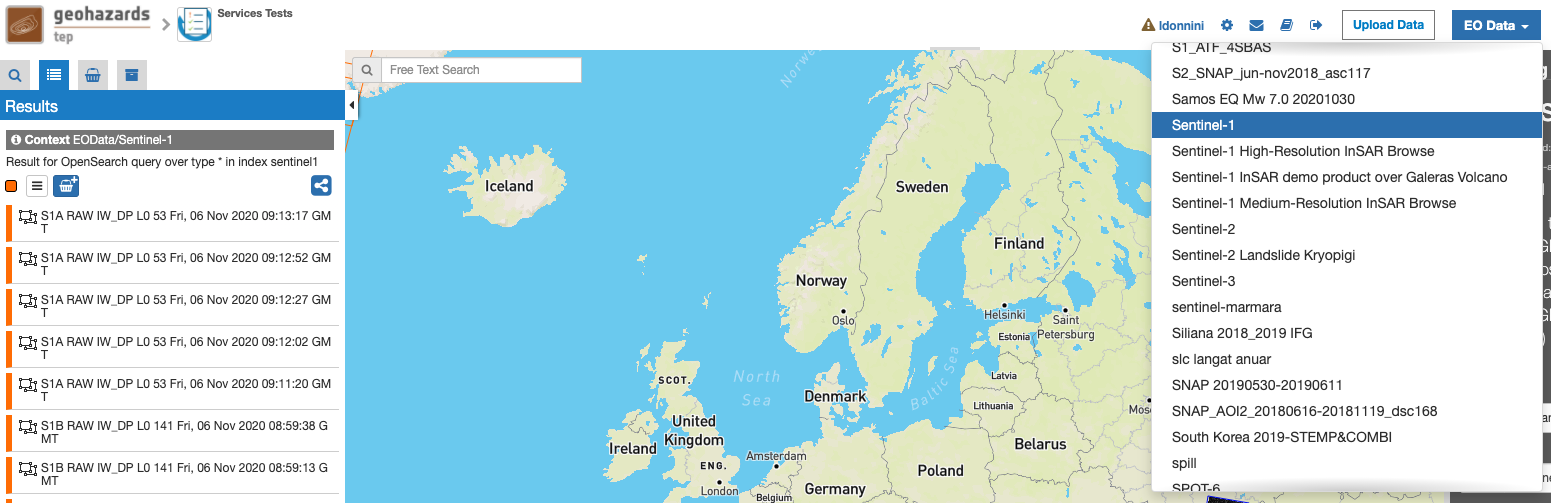 geohazards
tep
Services Tests
ldonnini
Upload Data
EO Data
Results
Context EOData/Sentinel-1
Result for OpenSearch query over type * in index sentinel1
S1A RAW IW_DP L0 53 Fri, 06 Nov 2020 09:13:17 GM
T
S1A RAW IW_DP L0 53 Fri, 06 Nov 2020 09:12:52 GM
T
S1A RAW IW_DP L0 53 Fri, 06 Nov 2020 09:12:27 GM
T
S1A RAW IW_DP L0 53 Fri, 06 Nov 2020 09:12:02 GM
T
S1A RAW IW_DP L0 53 Fri, 06 Nov 2020 09:11:20 GM
T
S1B RAW IW_DP L0 141 Fri, 06 Nov 2020 08:59:38 G
MT
S1B RAW IW_DP L0 141 Fri, 06 Nov 2020 08:59:13 G
MT
Free Text Search
Iceland
Sweden
Finland
Norway
Oslo
Helsinki
Saint
Petersburg
Estonia
Latvia
Lithuania
Baltic Sea
North
Sea
SCOT.
Denmark
United
Kingdom
Ireland
ENG.
London
Amsterdam
Belgium
Germany
Poland
Belarus
S1_ATF_4SBAS
S2_SNAP_jun-nov2018_asc117
Samos EQ Mw 7.0 20201030
Sentinel-1
Sentinel-1 High-Resolution InSAR Browse
Sentinel-1 InSAR demo product over Galeras Volcano
Sentinel-1 Medium-Resolution InSAR Browse
Sentinel-2
Sentinel-2 Landslide Kryopigi
Sentinel-3
sentinel-marmara
Siliana 2018_2019 IFG
slc langat anuar
SNAP 20190530-20190611
SNAP_AOI2_20180616-20181119_dsc168
South Korea 2019-STEMP&COMBI
spill
SPOT-6